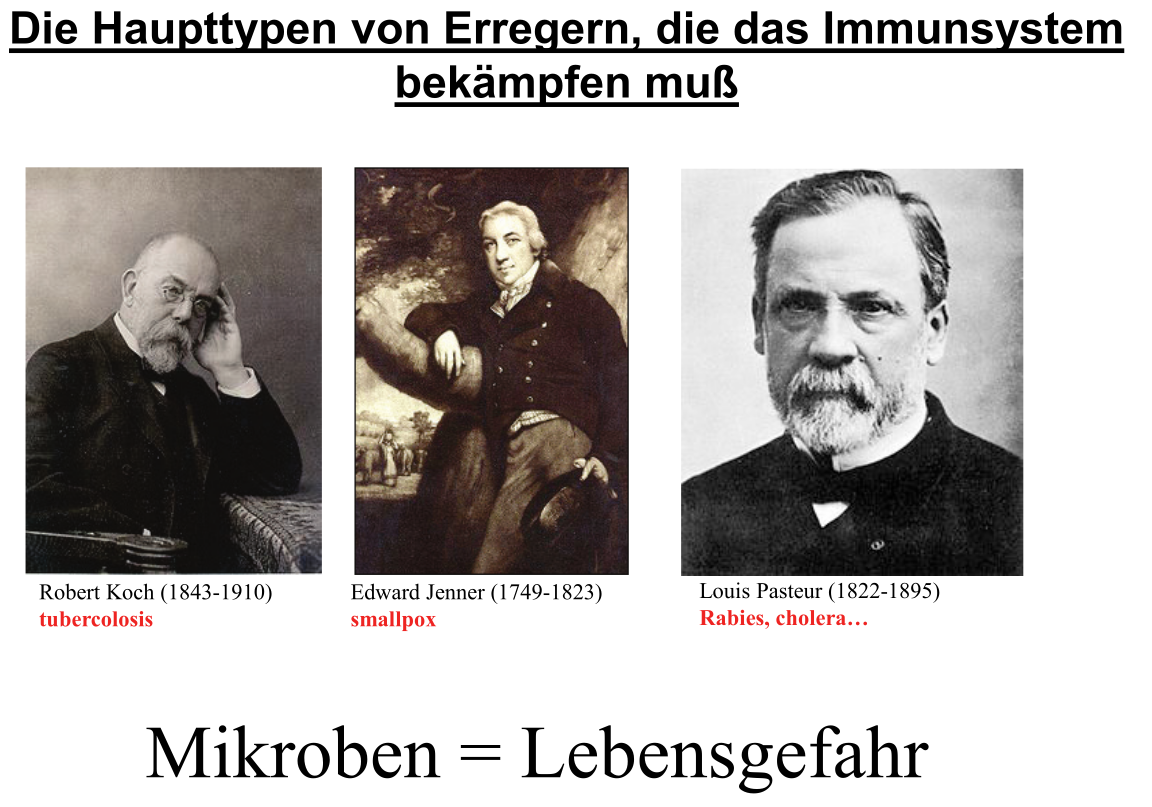 Die Haupttypen von Erregern, die das Immunsystem
bekämpfen muß
Robert Koch (1843-1910)
tubercolosis
Edward Jenner (1749-1823)
smallpox
Louis Pasteur (1822-1895)
Rabies, cholera…
Mikroben = Lebensgefahr